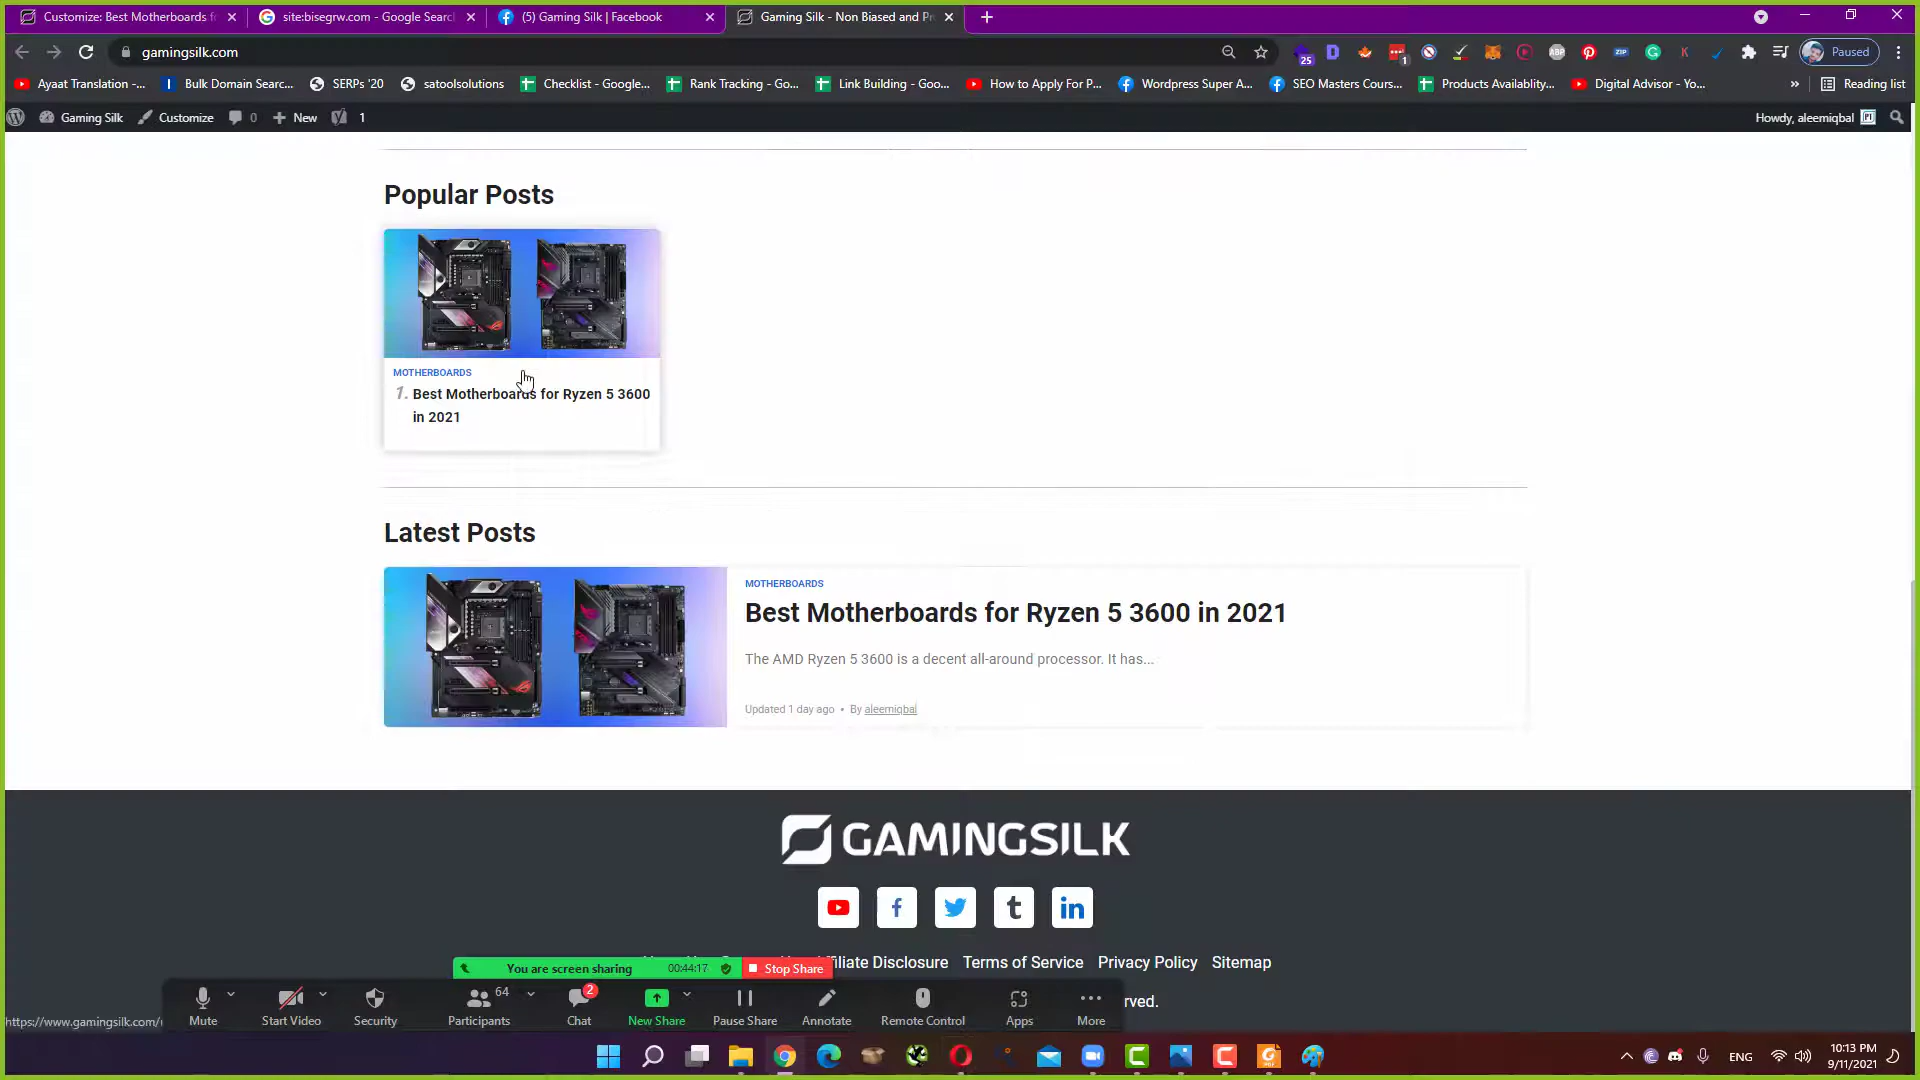 Customize: Best Motherboards f
site:bisegrw.com - Google Searc
(5) Gaming Silk | Facebook
Gaming Silk - Non Biased and Pr
gamingsilk.com
25
1
Paused
Ayaat Translation -...
Bulk Domain Searc...
SERPs '20
satoolsolutions
Checklist - Google...
Rank Tracking - Go...
Link Building - Goo...
How to Apply For P...
Wordpress Super A...
SEO Masters Cours...
Products Availablity...
Digital Advisor - Yo...
Reading list
Gaming Silk
Customize
0
New
1
Howdy, aleemiqbal
Popular Posts
MOTHERBOARDS
1. Best Motherboards for Ryzen 5 3600
in 2021
Latest Posts
MOTHERBOARDS
Best Motherboards for Ryzen 5 3600 in 2021
The AMD Ryzen 5 3600 is a decent all-around processor. It has...
Updated 1 day ago • By aleemiqbal
GAMINGSILK
filiate Disclosure Terms of Service Privacy Policy Sitemap
You are screen sharing 00:44:17 Stop Share
rved.
Mute
Start Video
Security
Participants 64
Chat 2
New Share
Pause Share
Annotate
Remote Control
Apps
More
https://www.gamingsilk.com/
ENG
10:13 PM
9/11/2021